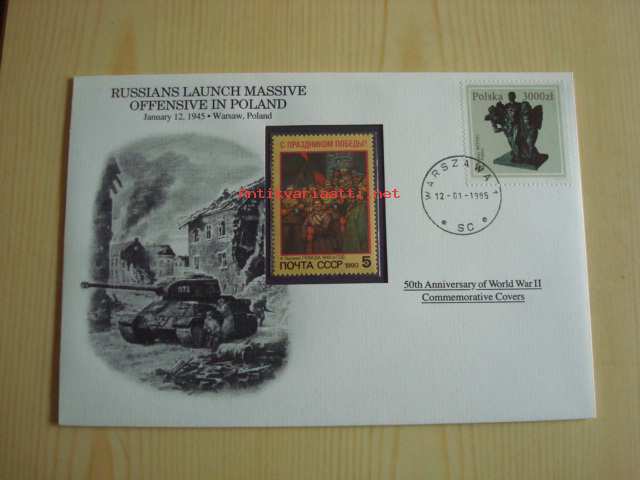 RUSSIANS LAUNCH MASSIVE
OFFENSIVE IN POLAND
January 12, 1945 • Warsaw, Poland
С ПРАЗДНИКОМ ПОБЕДЫ!
ПОЧТА СССР 1990 5
Polska 3000zł
WARSZAWA 1
12-01-1995
SC
50th Anniversary of World War II
Commemorative Covers
Antikvariaatti.net